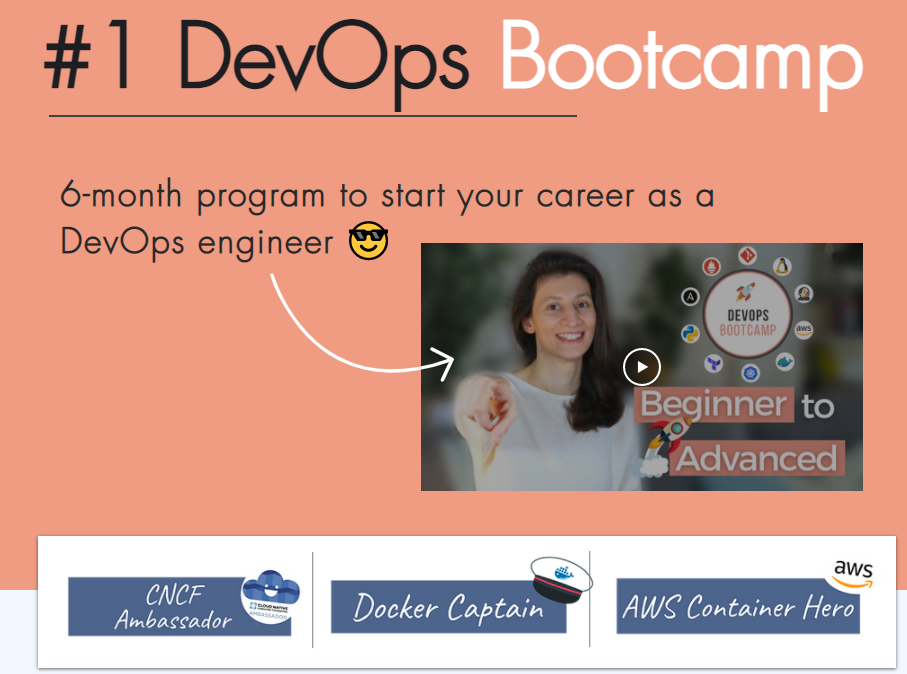 #1 DevOps Bootcamp
6-month program to start your career as a
DevOps engineer
DEVOPS
BOOTCAMP
A
aws
Beginner to
Advanced
CNCF
Ambassador
CLOUD NATIVE
AMBASSADOR
Docker Captain
aws
AWS Container Hero